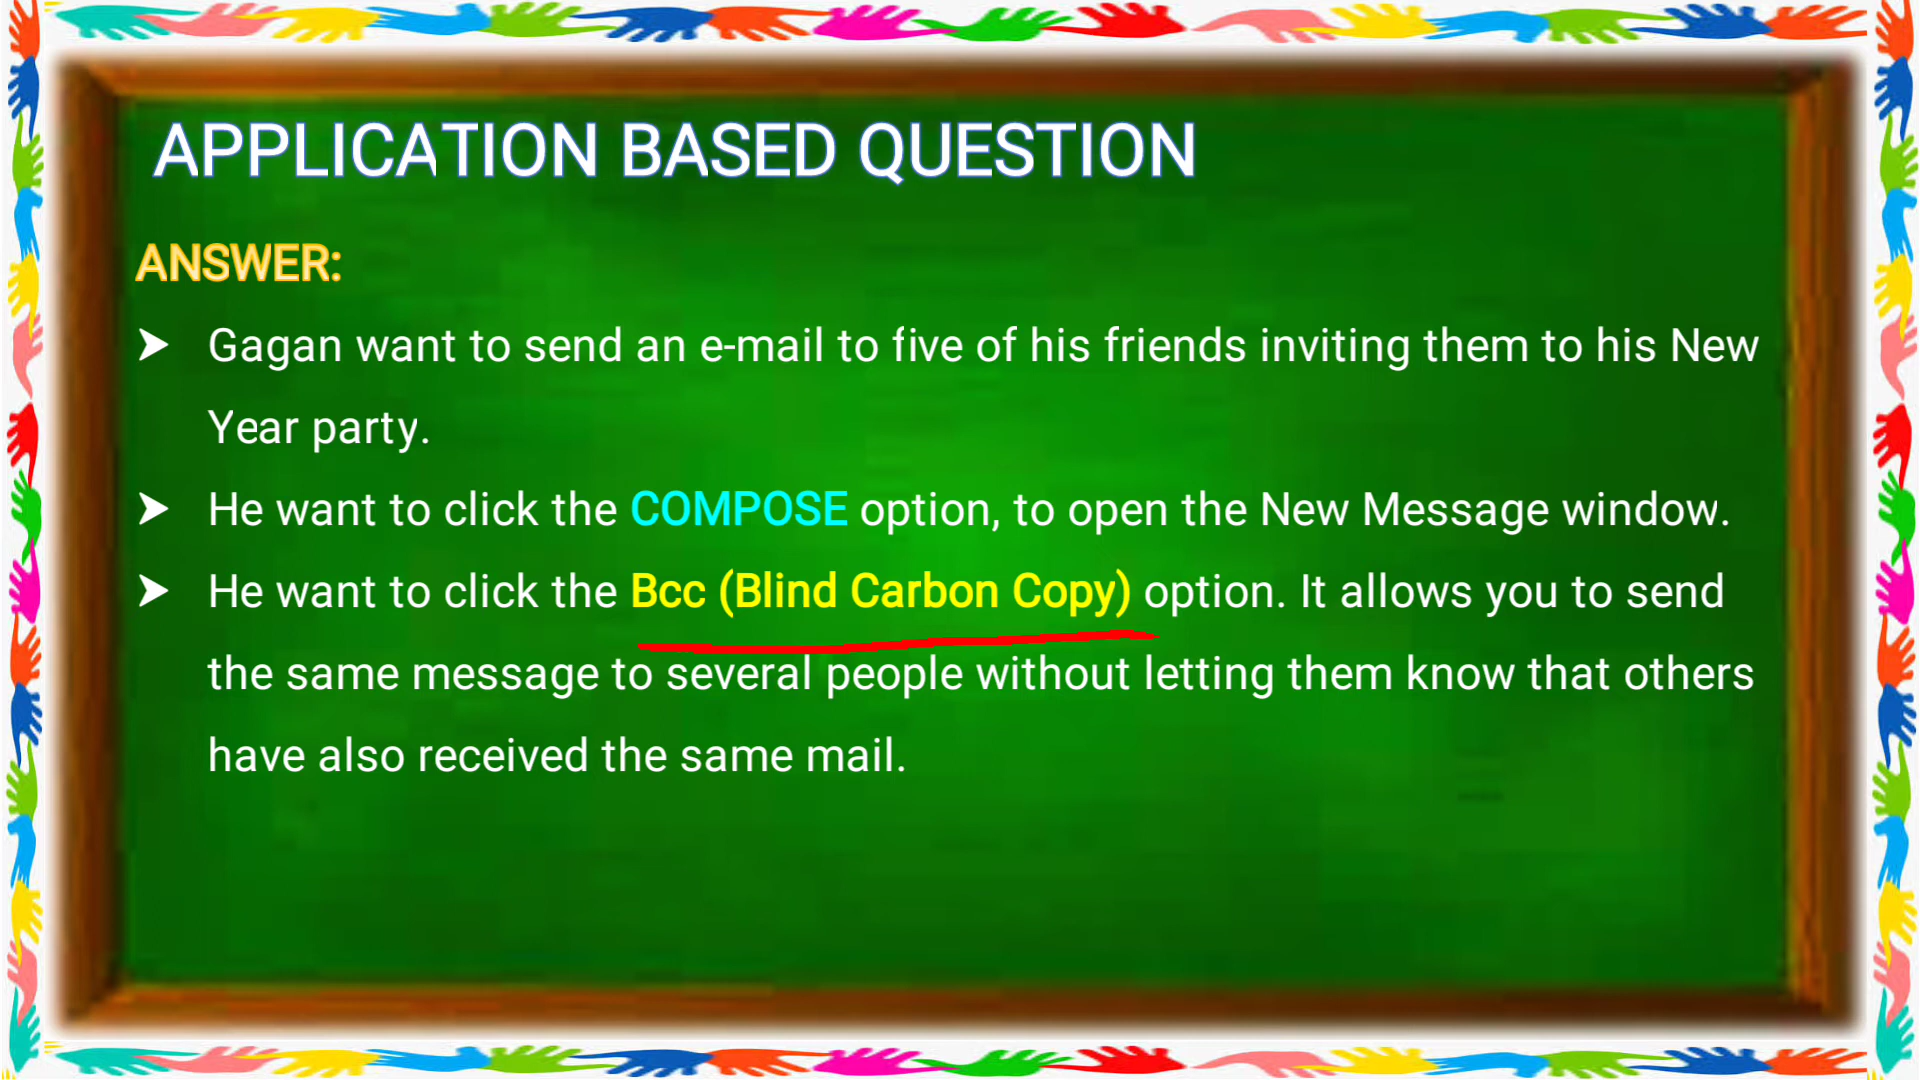 APPLICATION BASED QUESTION
ANSWER:
➤ Gagan want to send an e-mail to five of his friends inviting them to his New
Year party.
➤ He want to click the COMPOSE option, to open the New Message window.
➤ He want to click the Bcc (Blind Carbon Copy) option. It allows you to send
the same message to several people without letting them know that others
have also received the same mail.